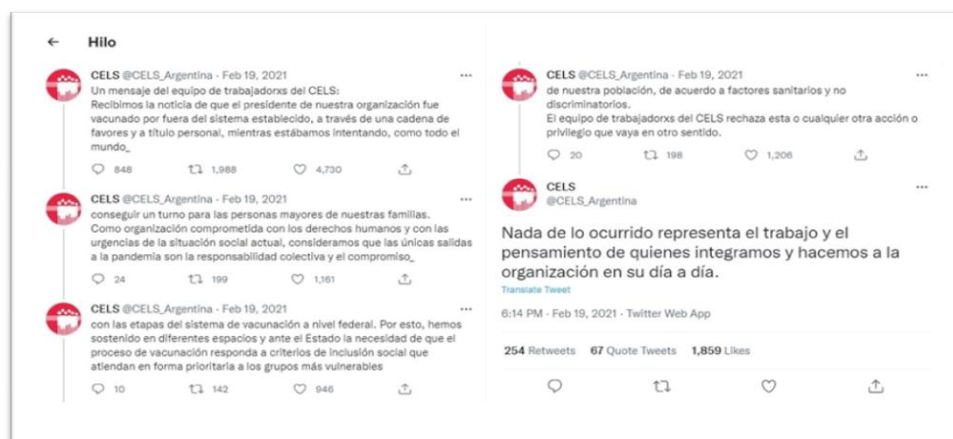 ← Hilo
CELS @CELS_Argentina · Feb 19, 2021 ···
Un mensaje del equipo de trabajadorxs del CELS:
Recibimos la noticia de que el presidente de nuestra organización fue
vacunado por fuera del sistema establecido, a través de una cadena de
favores y a título personal, mientras estábamos intentando, como todo el
mundo_
848 1,988 4,730
CELS @CELS_Argentina · Feb 19, 2021 ···
conseguir un turno para las personas mayores de nuestras familias.
Como organización comprometida con los derechos humanos y con las
urgencias de la situación social actual, consideramos que las únicas salidas
a la pandemia son la responsabilidad colectiva y el compromiso_
24 199 1,161
CELS @CELS_Argentina · Feb 19, 2021 ···
con las etapas del sistema de vacunación a nivel federal. Por esto, hemos
sostenido en diferentes espacios y ante el Estado la necesidad de que el
proceso de vacunación responda a criterios de inclusión social que
atiendan en forma prioritaria a los grupos más vulnerables
10 142 946
CELS @CELS_Argentina · Feb 19, 2021 ···
de nuestra población, de acuerdo a factores sanitarios y no
discriminatorios.
El equipo de trabajadorxs del CELS rechaza esta o cualquier otra acción o
privilegio que vaya en otro sentido.
20 198 1,206
CELS ···
@CELS_Argentina
Nada de lo ocurrido representa el trabajo y el
pensamiento de quienes integramos y hacemos a la
organización en su día a día.
Translate Tweet
6:14 PM · Feb 19, 2021 · Twitter Web App
254 Retweets 67 Quote Tweets 1,859 Likes